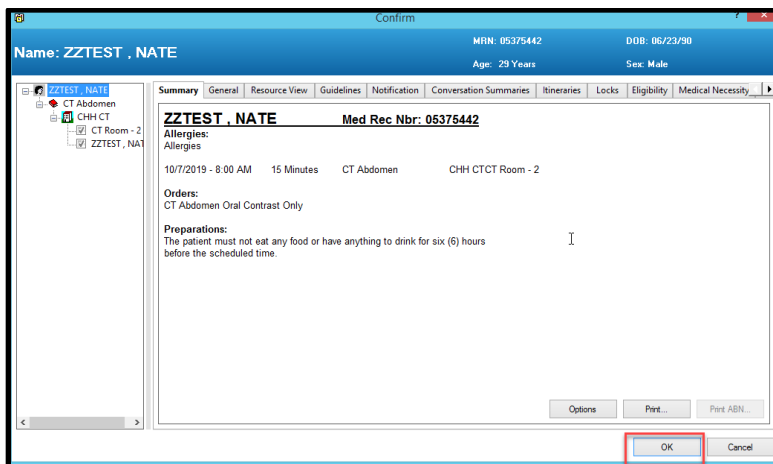 Confirm
?
Name: ZZTEST , NATE
MRN: 05375442
DOB: 06/23/90
Age: 29 Years
Sex: Male
ZZTEST , NATE
CT Abdomen
CHH CT
CT Room - 2
ZZTEST , NAT
Summary General Resource View Guidelines Notification Conversation Summaries Itineraries Locks Eligibility Medical Necessity
ZZTEST , NATE Med Rec Nbr: 05375442
Allergies:
Allergies
10/7/2019 - 8:00 AM 15 Minutes CT Abdomen CHH CTCT Room - 2
Orders:
CT Abdomen Oral Contrast Only
Preparations:
The patient must not eat any food or have anything to drink for six (6) hours
before the scheduled time.
Options Print... Print ABN...
OK Cancel